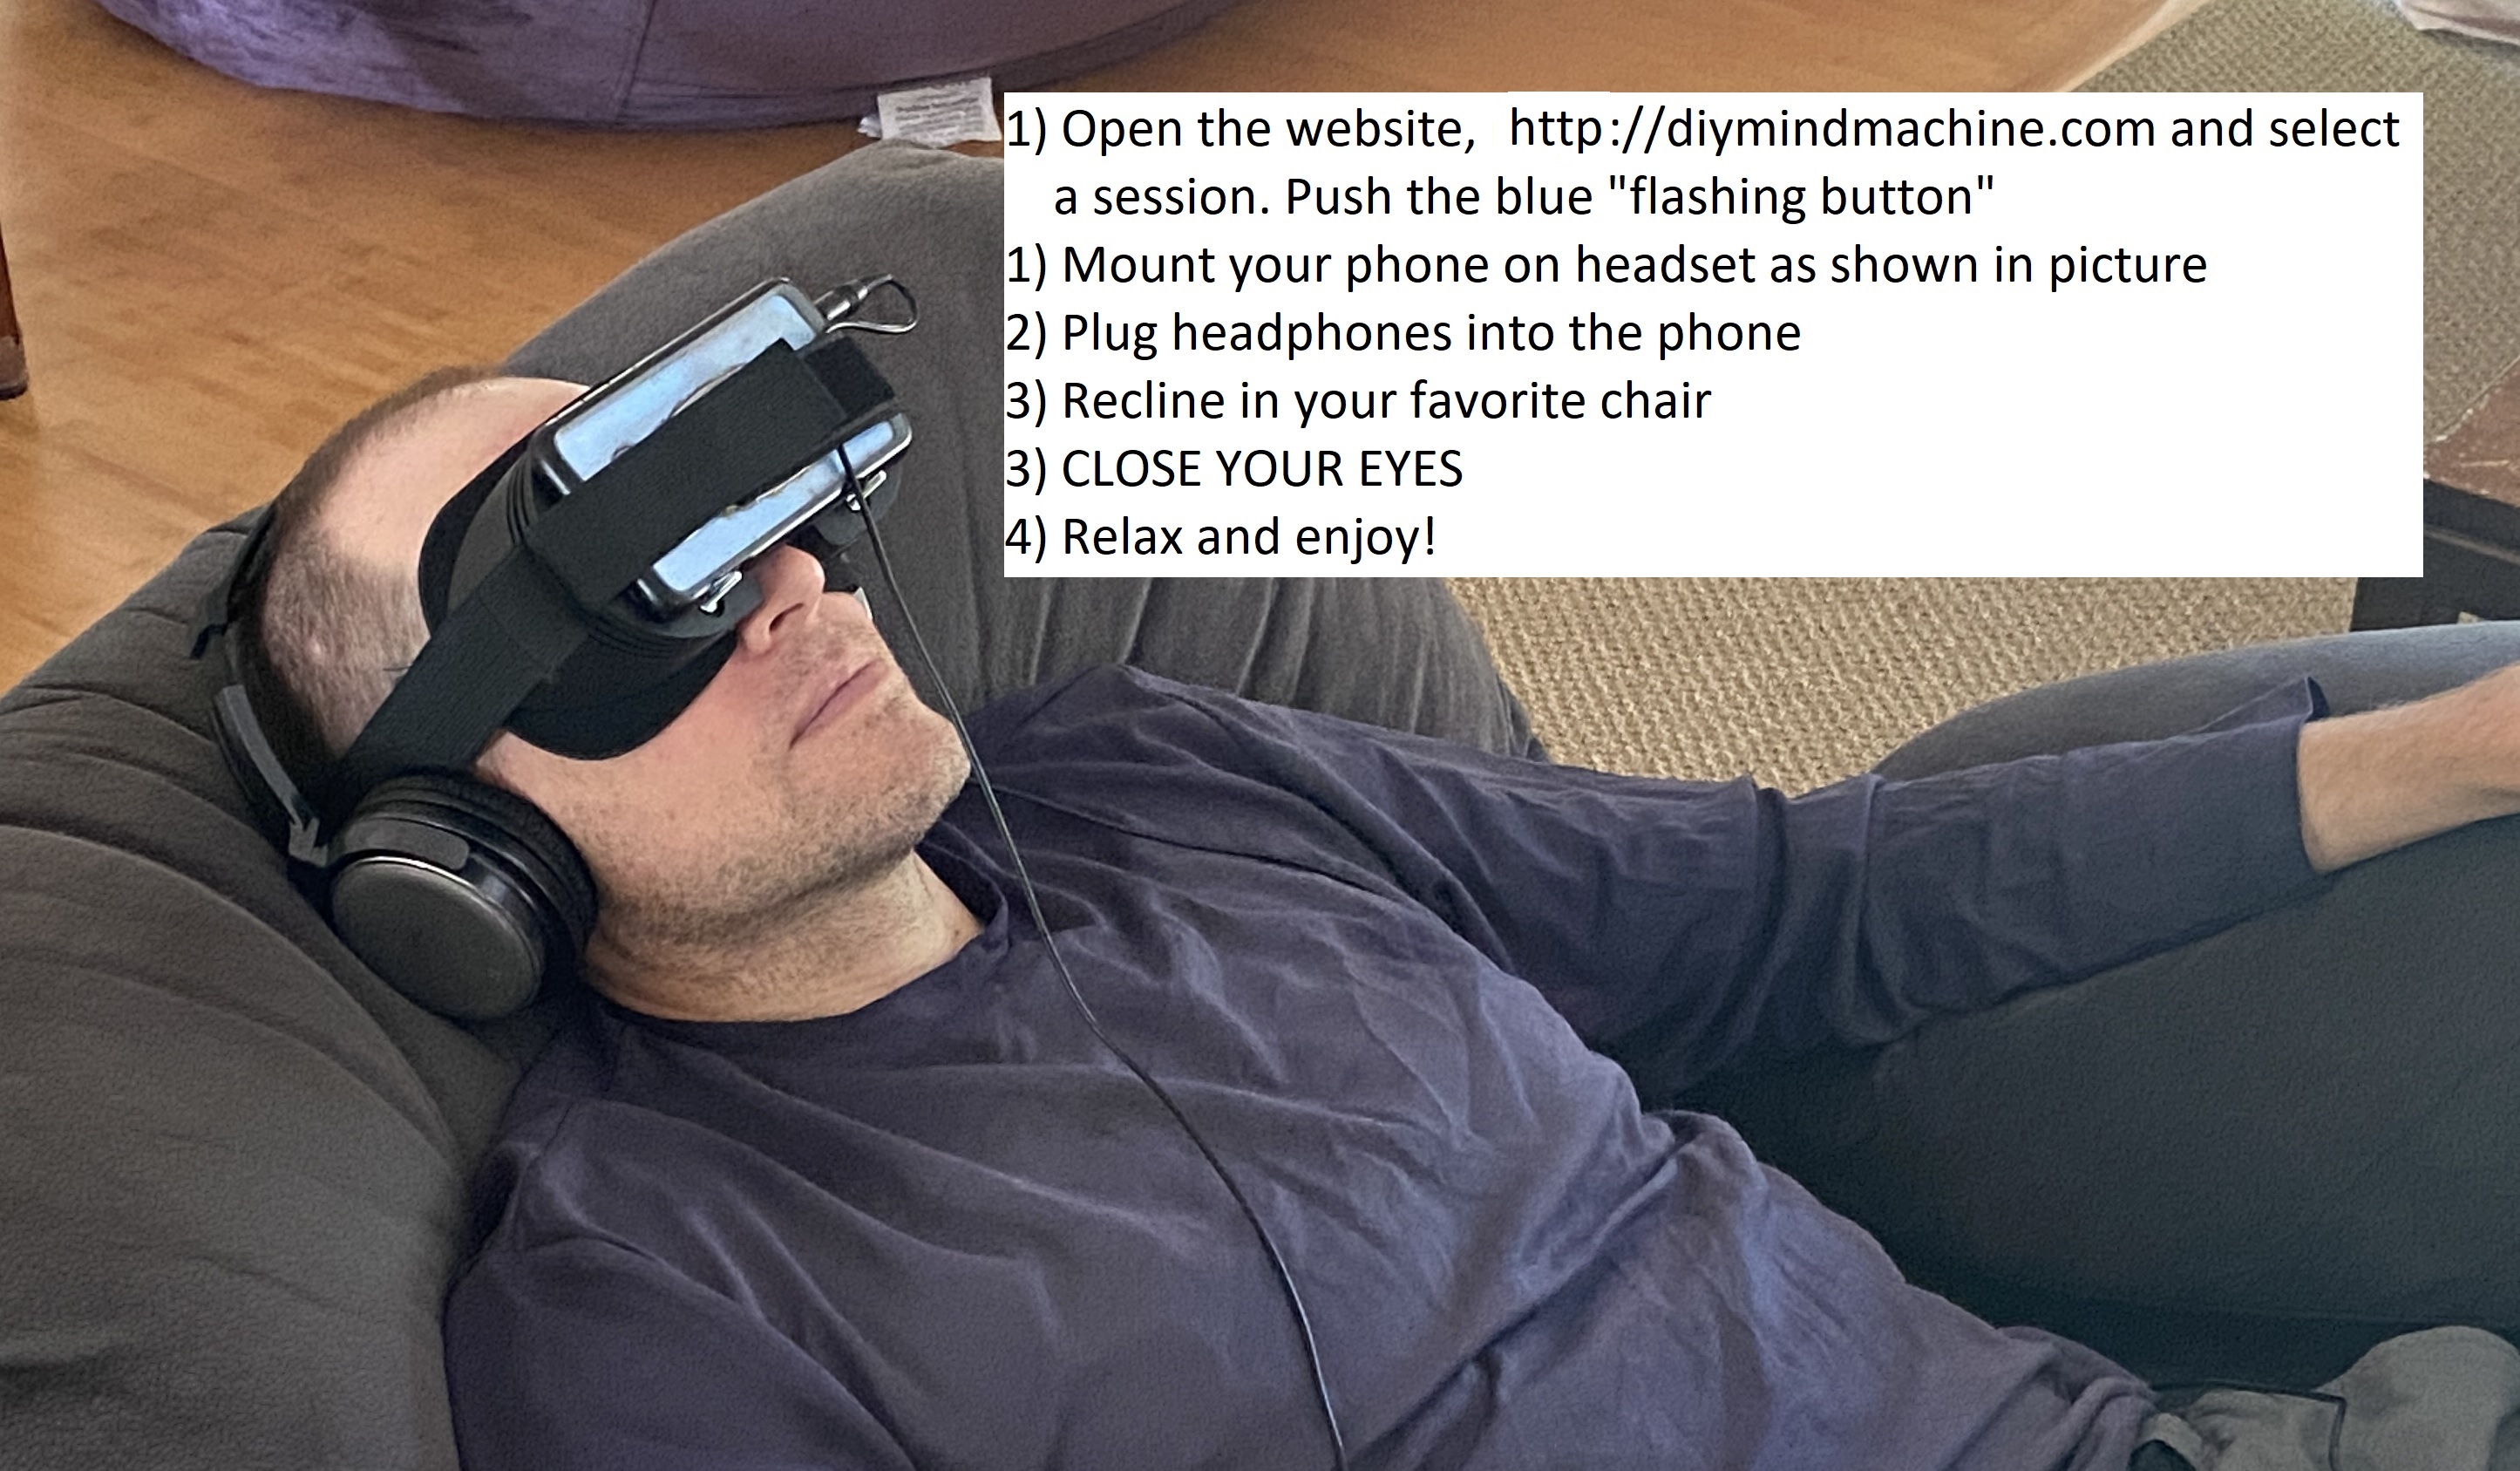 1) Open the website, http://diymindmachine.com and select
a session. Push the blue "flashing button"
1) Mount your phone on headset as shown in picture
2) Plug headphones into the phone
3) Recline in your favorite chair
3) CLOSE YOUR EYES
4) Relax and enjoy!